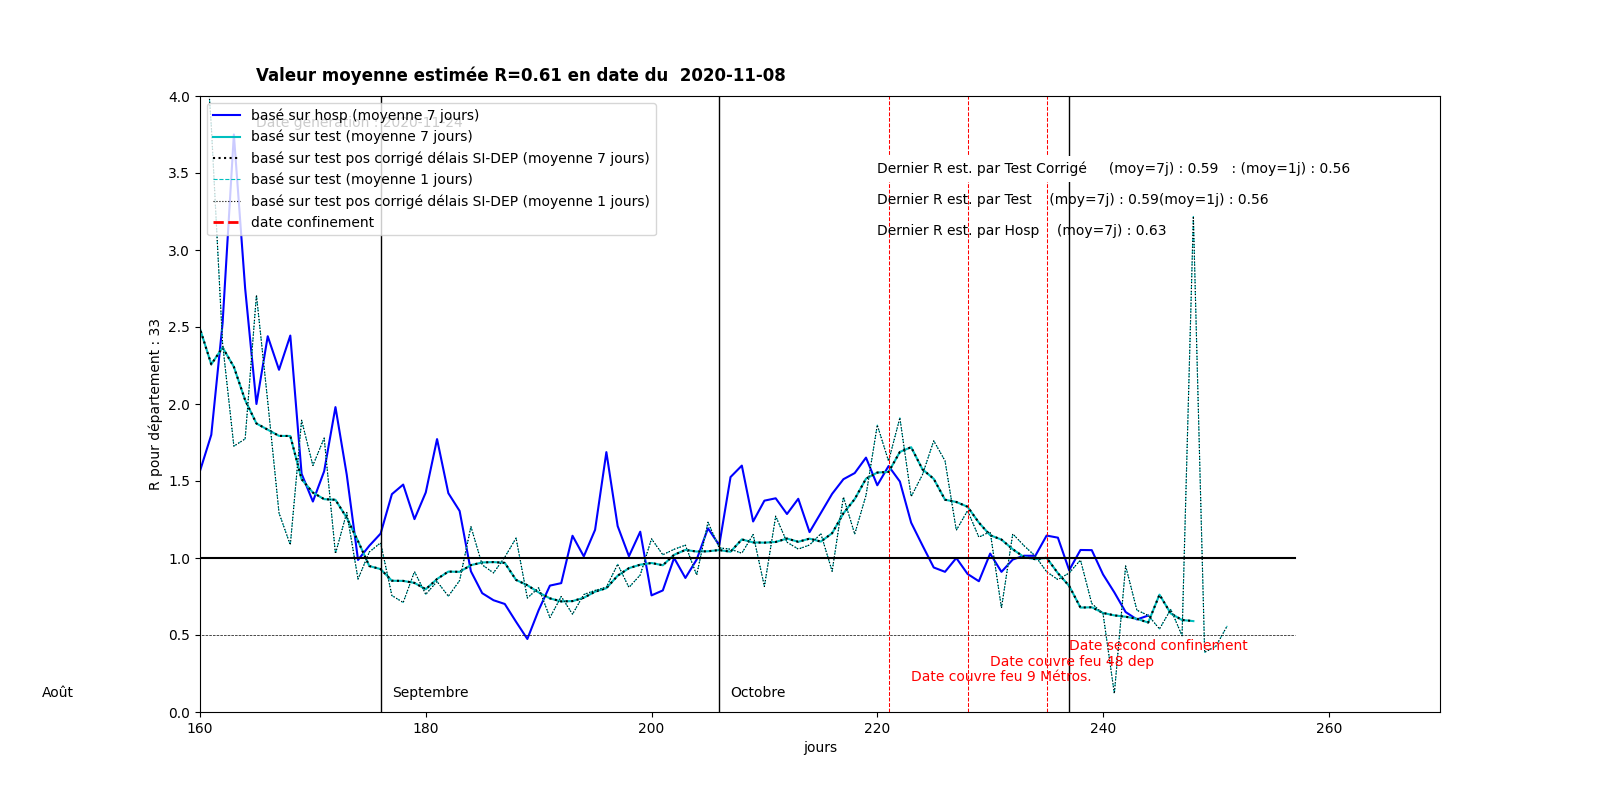 Valeur moyenne estimée R=0.61 en date du  2020-11-08
Date génération : 2020-11-24
basé sur hosp (moyenne 7 jours)
basé sur test (moyenne 7 jours)
basé sur test pos corrigé délais SI-DEP (moyenne 7 jours)
basé sur test (moyenne 1 jours)
basé sur test pos corrigé délais SI-DEP (moyenne 1 jours)
date confinement
Dernier R est. par Test Corrigé     (moy=7j) : 0.59   : (moy=1j) : 0.56
Dernier R est. par Test    (moy=7j) : 0.59(moy=1j) : 0.56
Dernier R est. par Hosp    (moy=7j) : 0.63
4.0
3.5
3.0
2.5
2.0
1.5
1.0
0.5
0.0
R pour département : 33
Date second confinement
Date couvre feu 48 dep
Date couvre feu 9 Métros.
Août
Septembre
Octobre
160
180
200
220
240
260
jours